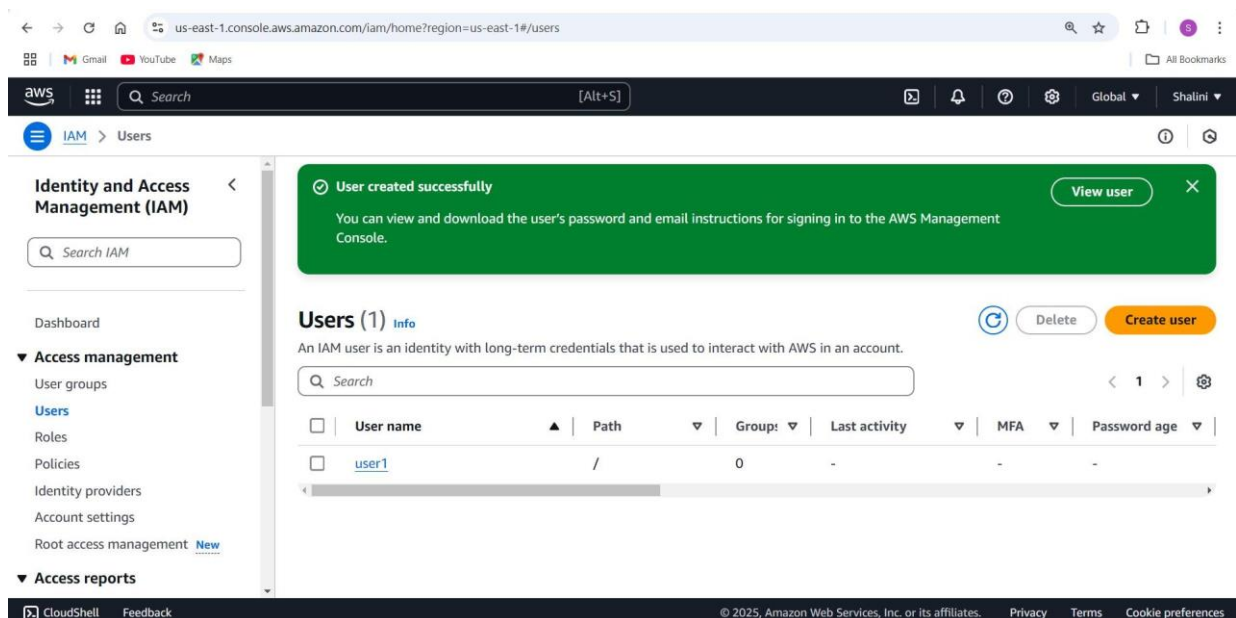 us-east-1.console.aws.amazon.com/iam/home?region=us-east-1#/users
S
Gmail YouTube Maps All Bookmarks
aws Search [Alt+S] Global Shalini
IAM > Users
Identity and Access
Management (IAM)
Search IAM
Dashboard
Access management
User groups
Users
Roles
Policies
Identity providers
Account settings
Root access management New
Access reports
User created successfully
View user
You can view and download the user's password and email instructions for signing in to the AWS Management
Console.
Users (1) Info
Delete Create user
An IAM user is an identity with long-term credentials that is used to interact with AWS in an account.
Search
1
User name Path Groups Last activity MFA Password age
user1 / 0 - - -
CloudShell Feedback © 2025, Amazon Web Services, Inc. or its affiliates. Privacy Terms Cookie preferences